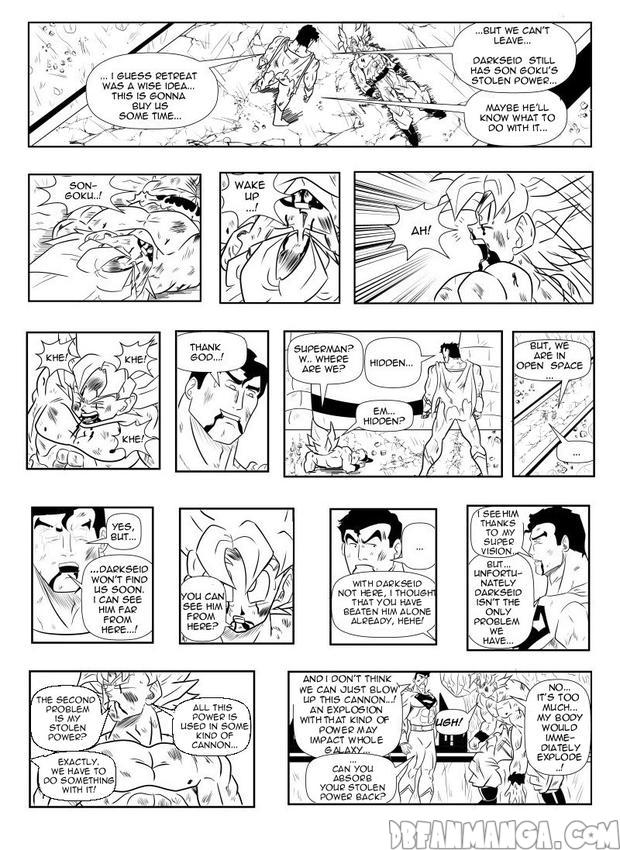 ... I GUESS RETREAT
WAS A WISE IDEA...
THIS IS GONNA
BUY US
SOME TIME...
...BUT WE CAN'T
LEAVE...
DARKSEID STILL
HAS SON GOKU'S
STOLEN POWER...
MAYBE HE'LL
KNOW WHAT TO
DO WITH IT...
SON-
GOKU..!
WAKE
UP
...!
AH!
KHE!
KHE!
KHE!
THANK
GOD...!
SUPERMAN?
W.. WHERE
ARE WE?
HIDDEN...
EM...
HIDDEN?
BUT, WE
ARE IN
OPEN SPACE
...
...
YES,
BUT...
...DARKSEID
WON'T FIND
US SOON.
I CAN SEE
HIM FAR
FROM
HERE...!
YOU CAN
SEE HIM
FROM
HERE?
...
WITH DARKSEID
NOT HERE, I THOUGHT
THAT YOU HAVE
BEATEN HIM ALONE
ALREADY, HEHE!
I SEE HIM
THANKS
TO MY
SUPER
VISION...
BUT...
UNFORTU-
NATELY
DARKSEID
ISN'T THE
ONLY
PROBLEM
WE
HAVE...
THE SECOND
PROBLEM
IS MY
STOLEN
POWER?
EXACTLY.
WE HAVE TO
DO SOMETHING
WITH IT!
ALL THIS
POWER IS
USED IN SOME
KIND OF
CANNON...
AND I DON'T THINK
WE CAN JUST BLOW
UP THIS CANNON...!
AN EXPLOSION
WITH THAT KIND OF
POWER MAY
IMPACT WHOLE
GALAXY...
...
CAN YOU
ABSORB
YOUR STOLEN
POWER BACK?
UGH!
NO...
IT'S TOO
MUCH...
MY BODY
WOULD
IMME-
DIATELY
EXPLODE
..!
DBFANMANGA.COM